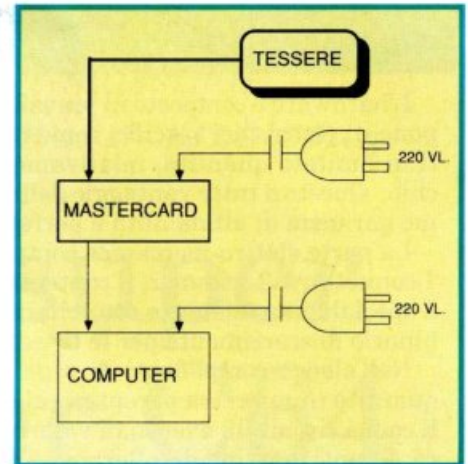 TESSERE
220 VL.
MASTERCARD
220 VL.
COMPUTER